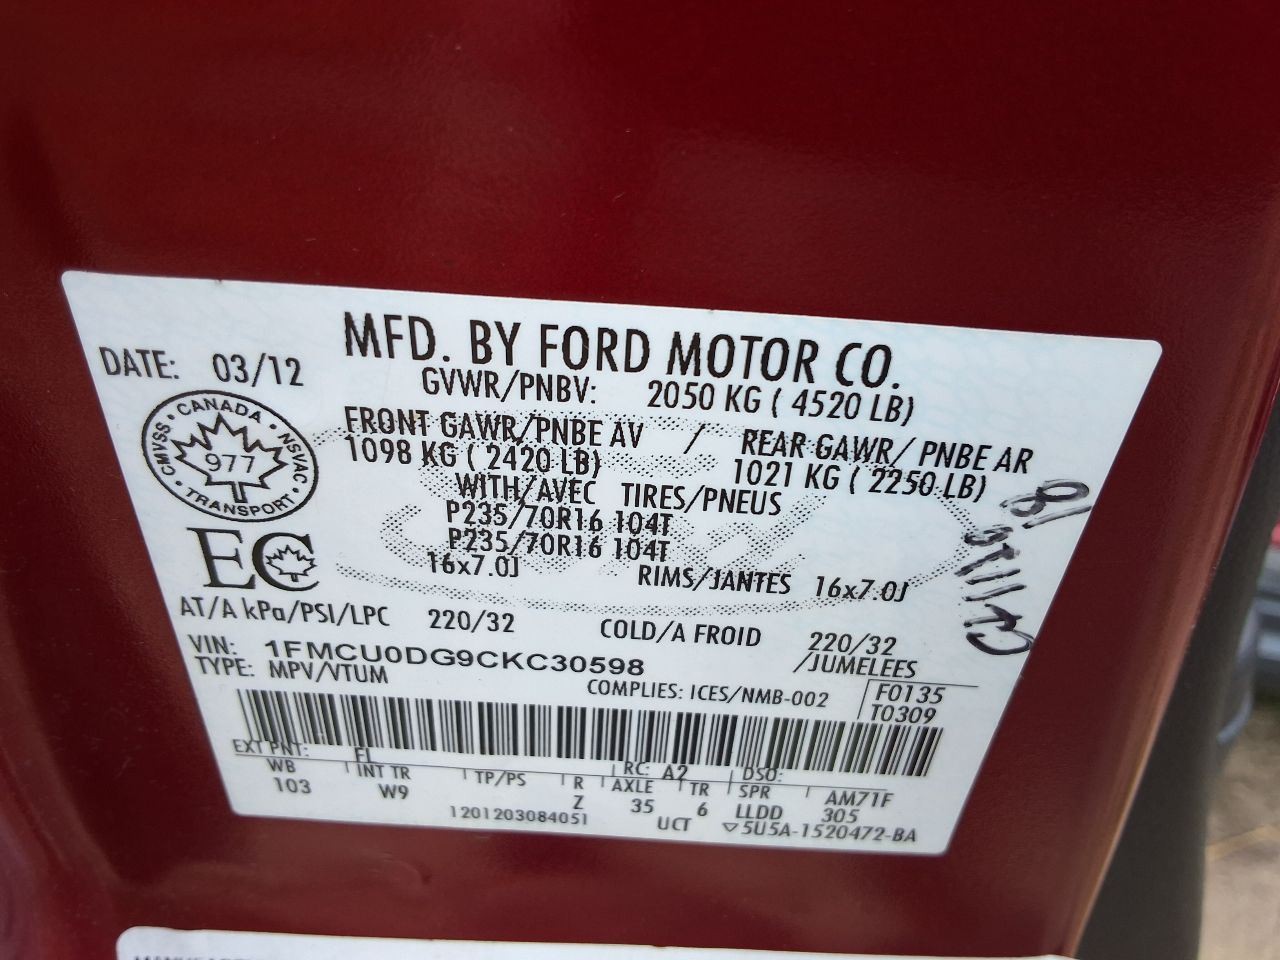 MFD. BY FORD MOTOR CO.
DATE: 03/12
GVWR/PNBV: 2050 KG ( 4520 LB)
FRONT GAWR/PNBE AV / REAR GAWR/ PNBE AR
1098 KG ( 2420 LB) 1021 KG ( 2250 LB)
WITH/AVEC TIRES/PNEUS
P235/70R16 104T
P235/70R16 104T
16x7.0J RIMS/JANTES 16x7.0J
CANADA
CMVSS NSVAC
977
TRANSPORT
EC
AT/A kPa/PSI/LPC 220/32 COLD/A FROID 220/32
VIN: 1FMCU0DG9CKC30598 /JUMELEES
TYPE: MPV/VTUM
COMPLIES: ICES/NMB-002 F0135
T0309
EXT PNT: FL RC: A2 DSO:
WB INT TR TP/PS R AXLE TR SPR AM71F
103 W9 Z 35 6 LLDD 305
1201203084051 UCT ▽5U5A-1520472-BA